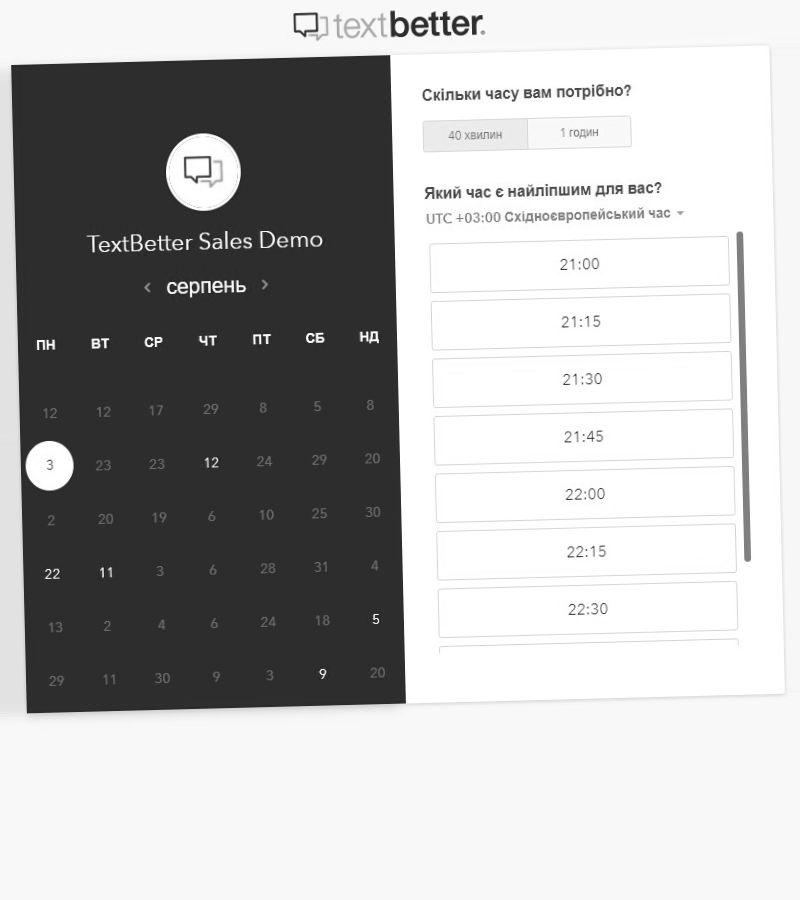 textbetter.
TextBetter Sales Demo
серпень
ПН ВТ СР ЧТ ПТ СБ НД
12 12 17 29 8 5 8
3 23 23 12 24 29 20
2 20 19 6 10 25 30
22 11 3 6 28 31 4
13 2 4 6 24 18 5
29 11 30 9 3 9 20
Скільки часу вам потрібно?
40 хвилин 1 годин
Який час є найліпшим для вас?
UTC +03:00 Східноєвропейський час
21:00
21:15
21:30
21:45
22:00
22:15
22:30